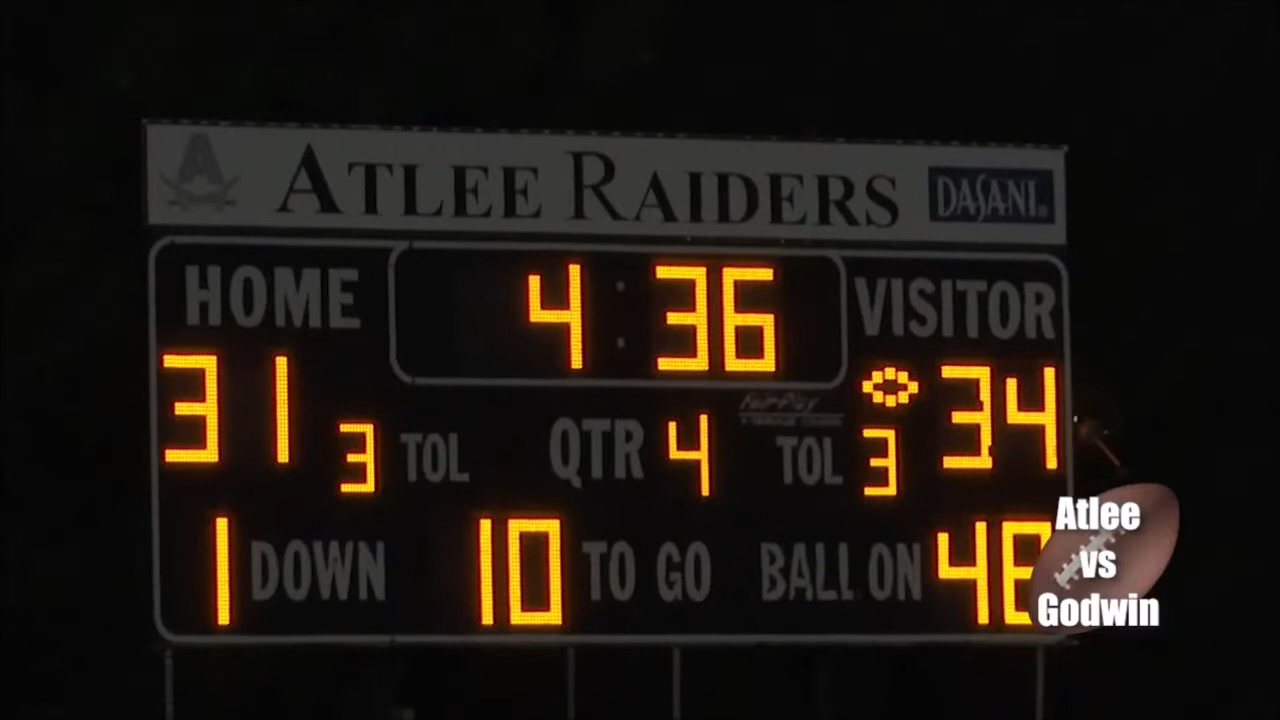 A ATLEE RAIDERS DASANI
HOME 4:36 VISITOR
31 3 TOL QTR 4 TOL 3 34
1 DOWN 10 TO GO BALL ON
Atlee
vs
Godwin